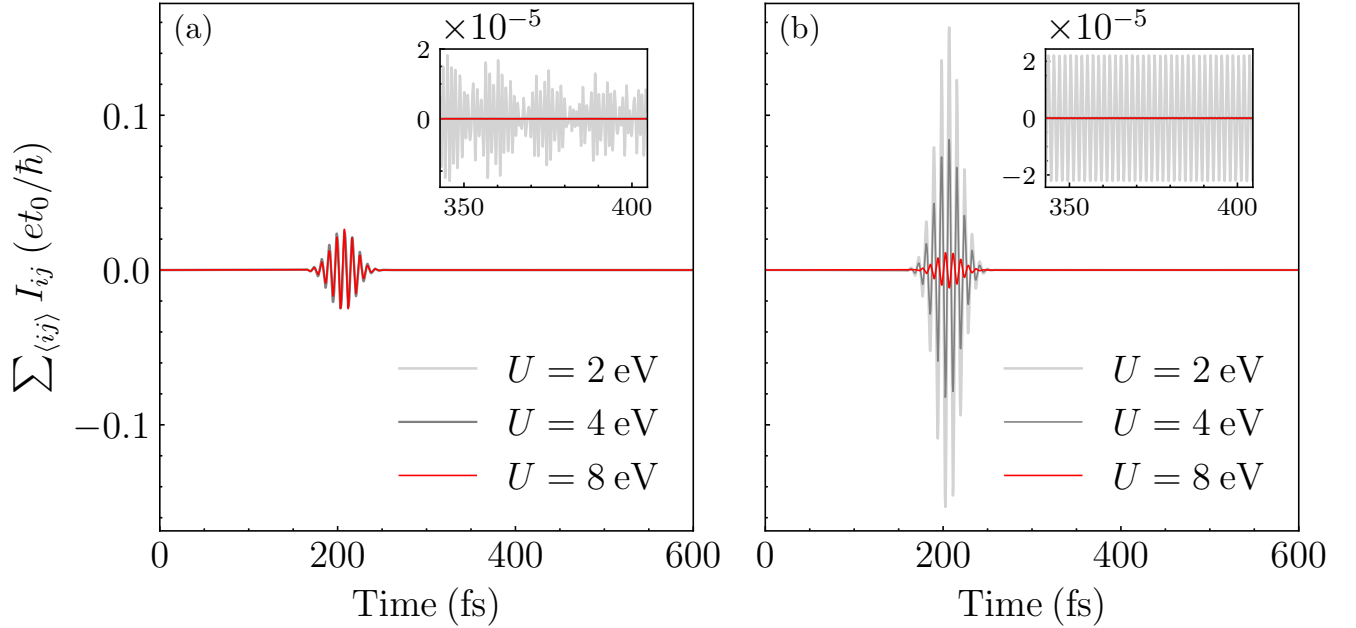 (a)
×10⁻⁵
2
0
350
400
0.1
0.0
−0.1
∑⟨ij⟩ Iij (et₀/ħ)
U = 2 eV
U = 4 eV
U = 8 eV
0
200
400
600
Time (fs)
(b)
×10⁻⁵
2
0
−2
350
400
U = 2 eV
U = 4 eV
U = 8 eV
0
200
400
600
Time (fs)